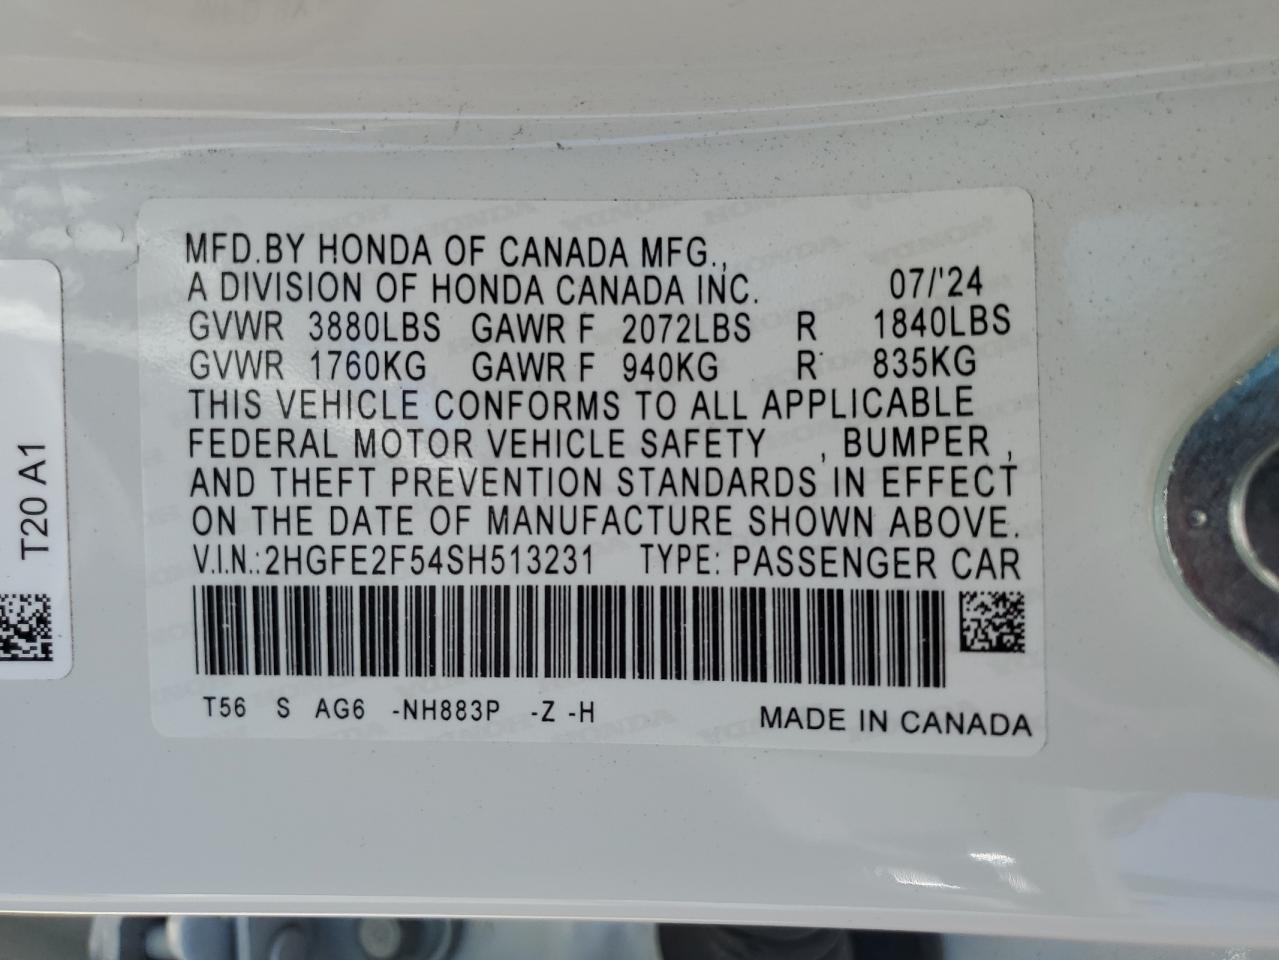 MFD.BY HONDA OF CANADA MFG.,
A DIVISION OF HONDA CANADA INC. 07/'24
GVWR 3880LBS GAWR F 2072LBS R 1840LBS
GVWR 1760KG GAWR F 940KG R 835KG
THIS VEHICLE CONFORMS TO ALL APPLICABLE
FEDERAL MOTOR VEHICLE SAFETY , BUMPER ,
AND THEFT PREVENTION STANDARDS IN EFFECT
ON THE DATE OF MANUFACTURE SHOWN ABOVE.
V.I.N.:2HGFE2F54SH513231 TYPE: PASSENGER CAR
T56 S AG6 -NH883P -Z -H MADE IN CANADA
T20 A1